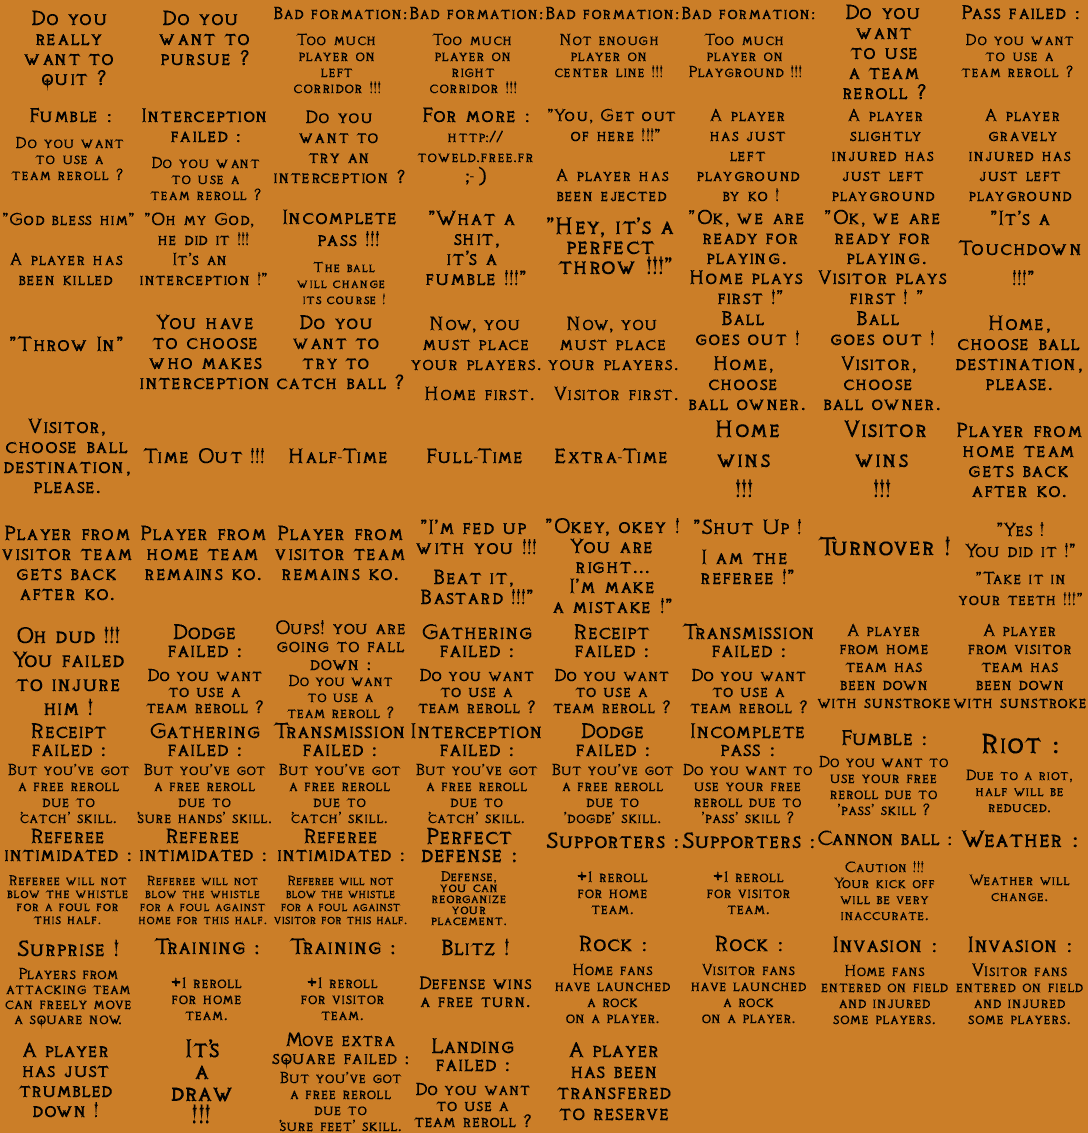 Do you
really
want to
quit ?
Do you
want to
pursue ?
Bad formation:
Too much
player on
left
corridor !!!
Bad formation:
Too much
player on
right
corridor !!!
Bad formation:
Not enough
player on
center line !!!
Bad formation:
Too much
player on
Playground !!!
Do you
want
to use
a team
reroll ?
Pass failed :
Do you want
to use a
team reroll ?
Fumble :
Do you want
to use a
team reroll ?
Interception
failed :
Do you want
to use a
team reroll ?
Do you
want to
try an
interception ?
For more :
http://
toweld.free.fr
;-)
"You, Get out
of here !!!"
A player has
been ejected
A player
has just
left
playground
by ko !
A player
slightly
injured has
just left
playground
A player
gravely
injured has
just left
playground
"God bless him"
A player has
been killed
"Oh my God,
he did it !!!
It's an
interception !"
Incomplete
pass !!!
The ball
will change
its course !
"What a
shit,
it's a
fumble !!!"
"Hey, it's a
perfect
throw !!!"
"Ok, we are
ready for
playing.
Home plays
first !"
"Ok, we are
ready for
playing.
Visitor plays
first ! "
"It's a
Touchdown
!!!"
"Throw In"
You have
to choose
who makes
interception
Do you
want to
try to
catch ball ?
Now, you
must place
your players.
Home first.
Now, you
must place
your players.
Visitor first.
Ball
goes out !
Home,
choose
ball owner.
Ball
goes out !
Visitor,
choose
ball owner.
Home,
choose ball
destination,
please.
Visitor,
choose ball
destination,
please.
Time Out !!!
Half-Time
Full-Time
Extra-Time
Home
wins
!!!
Visitor
wins
!!!
Player from
home team
gets back
after ko.
Player from
visitor team
gets back
after ko.
Player from
home team
remains ko.
Player from
visitor team
remains ko.
"I'm fed up
with you !!!
Beat it,
Bastard !!!"
"Okey, okey !
You are
right...
I'm make
a mistake !"
"Shut Up !
I am the
referee !"
Turnover !
"Yes !
You did it !"
"Take it in
your teeth !!!"
Oh dud !!!
You failed
to injure
him !
Dodge
failed :
Do you want
to use a
team reroll ?
Oups! you are
going to fall
down :
Do you want
to use a
team reroll ?
Gathering
failed :
Do you want
to use a
team reroll ?
Receipt
failed :
Do you want
to use a
team reroll ?
Transmission
failed :
Do you want
to use a
team reroll ?
A player
from home
team has
been down
with sunstroke
A player
from visitor
team has
been down
with sunstroke
Receipt
failed :
But you've got
a free reroll
due to
'catch' skill.
Gathering
failed :
But you've got
a free reroll
due to
'sure hands' skill.
Transmission
failed :
But you've got
a free reroll
due to
'catch' skill.
Interception
failed :
But you've got
a free reroll
due to
'catch' skill.
Dodge
failed :
But you've got
a free reroll
due to
'dogde' skill.
Incomplete
pass :
Do you want to
use your free
reroll due to
'pass' skill ?
Fumble :
Do you want to
use your free
reroll due to
'pass' skill ?
Riot :
Due to a riot,
half will be
reduced.
Referee
intimidated :
Referee will not
blow the whistle
for a foul for
this half.
Referee
intimidated :
Referee will not
blow the whistle
for a foul against
home for this half.
Referee
intimidated :
Referee will not
blow the whistle
for a foul against
visitor for this half.
Perfect
defense :
Defense,
you can
reorganize
your
placement.
Supporters :
+1 reroll
for home
team.
Supporters :
+1 reroll
for visitor
team.
Cannon ball :
Caution !!!
Your kick off
will be very
inaccurate.
Weather :
Weather will
change.
Surprise !
Players from
attacking team
can freely move
a square now.
Training :
+1 reroll
for home
team.
Training :
+1 reroll
for visitor
team.
Blitz !
Defense wins
a free turn.
Rock :
Home fans
have launched
a rock
on a player.
Rock :
Visitor fans
have launched
a rock
on a player.
Invasion :
Home fans
entered on field
and injured
some players.
Invasion :
Visitor fans
entered on field
and injured
some players.
A player
has just
trumbled
down !
It's
a
draw
!!!
Move extra
square failed :
But you've got
a free reroll
due to
'sure feet' skill.
Landing
failed :
Do you want
to use a
team reroll ?
A player
has been
transfered
to reserve